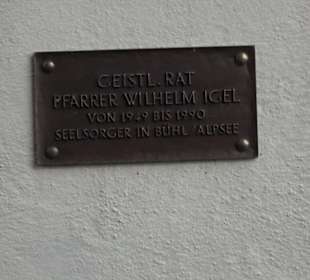 GEISTL. RAT
PFARRER WILHELM IGEL
VON 1949 BIS 1990
SEELSORGER IN BÜHL/ALPSEE